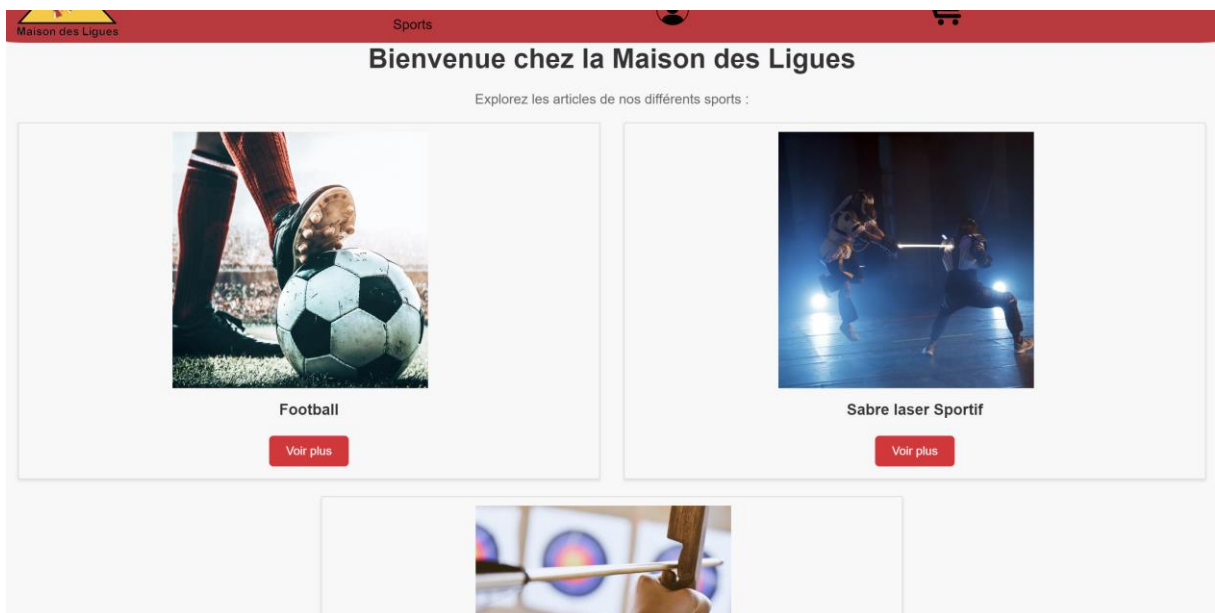 Maison des Ligues
Sports
Bienvenue chez la Maison des Ligues
Explorez les articles de nos différents sports :
Football
Sabre laser Sportif
Voir plus
Voir plus